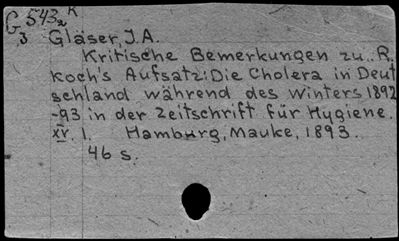 G 543₂ K
3 Gläser, J.A.
Kritische Bemerkungen zu.. R.
Koch's Aufsatz: Die Cholera in Deut
schland während des Winters 1892
-93 in der Zeitschrift für Hygiene.
XV. 1. Hamburg, Mauke, 1893.
46 s.